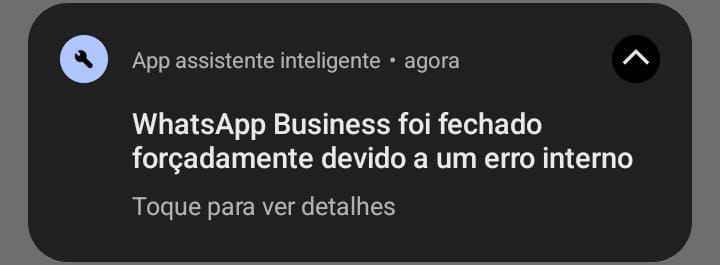 App assistente inteligente • agora
WhatsApp Business foi fechado
forçadamente devido a um erro interno
Toque para ver detalhes